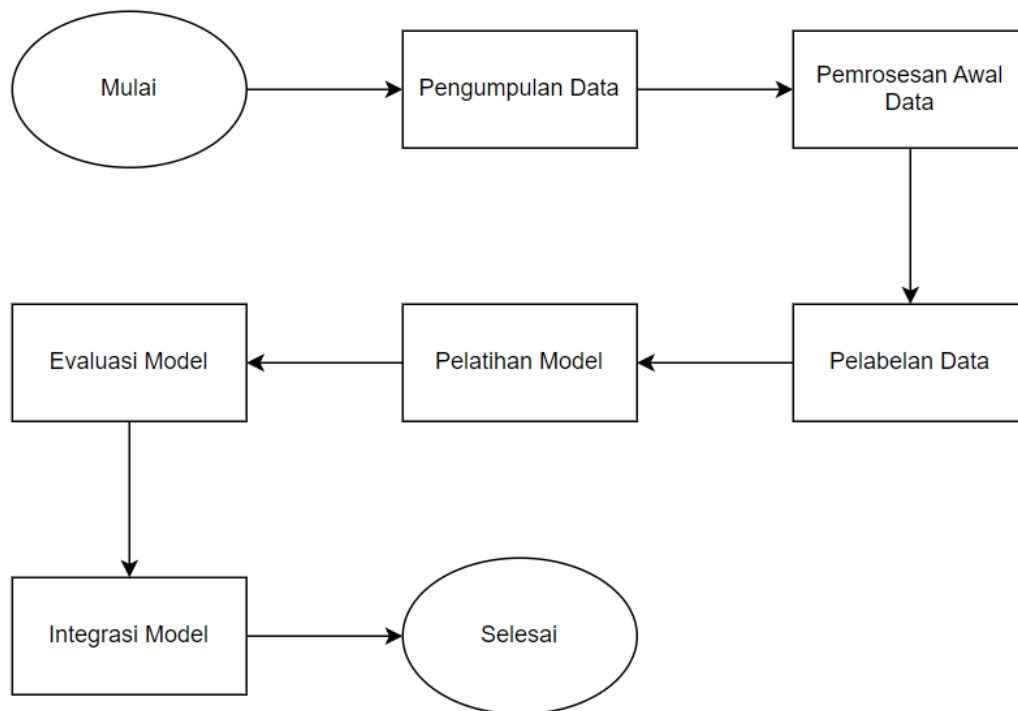 Mulai
Pengumpulan Data
Pemrosesan Awal
Data
Pelabelan Data
Pelatihan Model
Evaluasi Model
Integrasi Model
Selesai